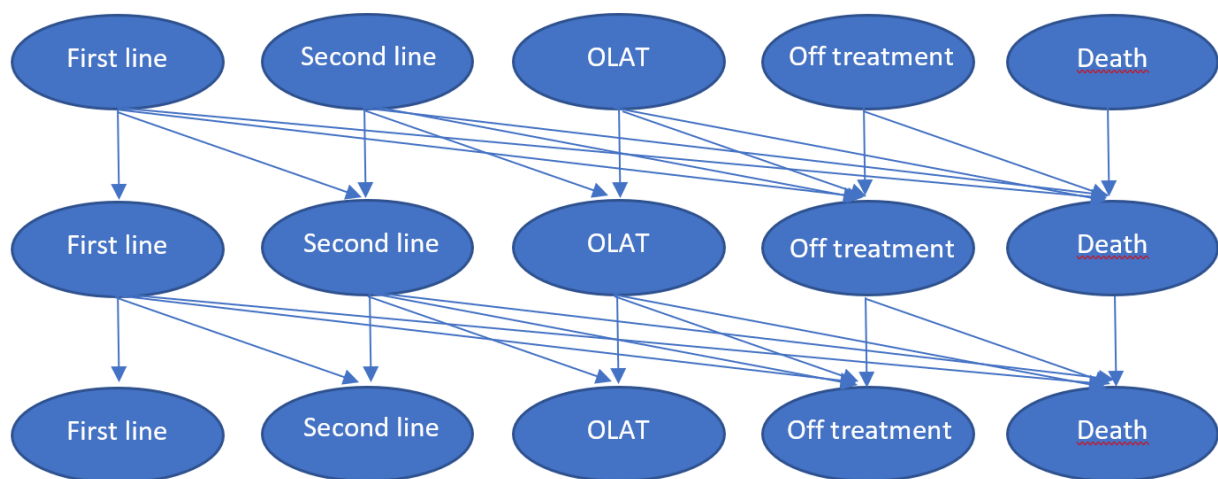 First line
Second line
OLAT
Off treatment
Death
First line
Second line
OLAT
Off treatment
Death
First line
Second line
OLAT
Off treatment
Death